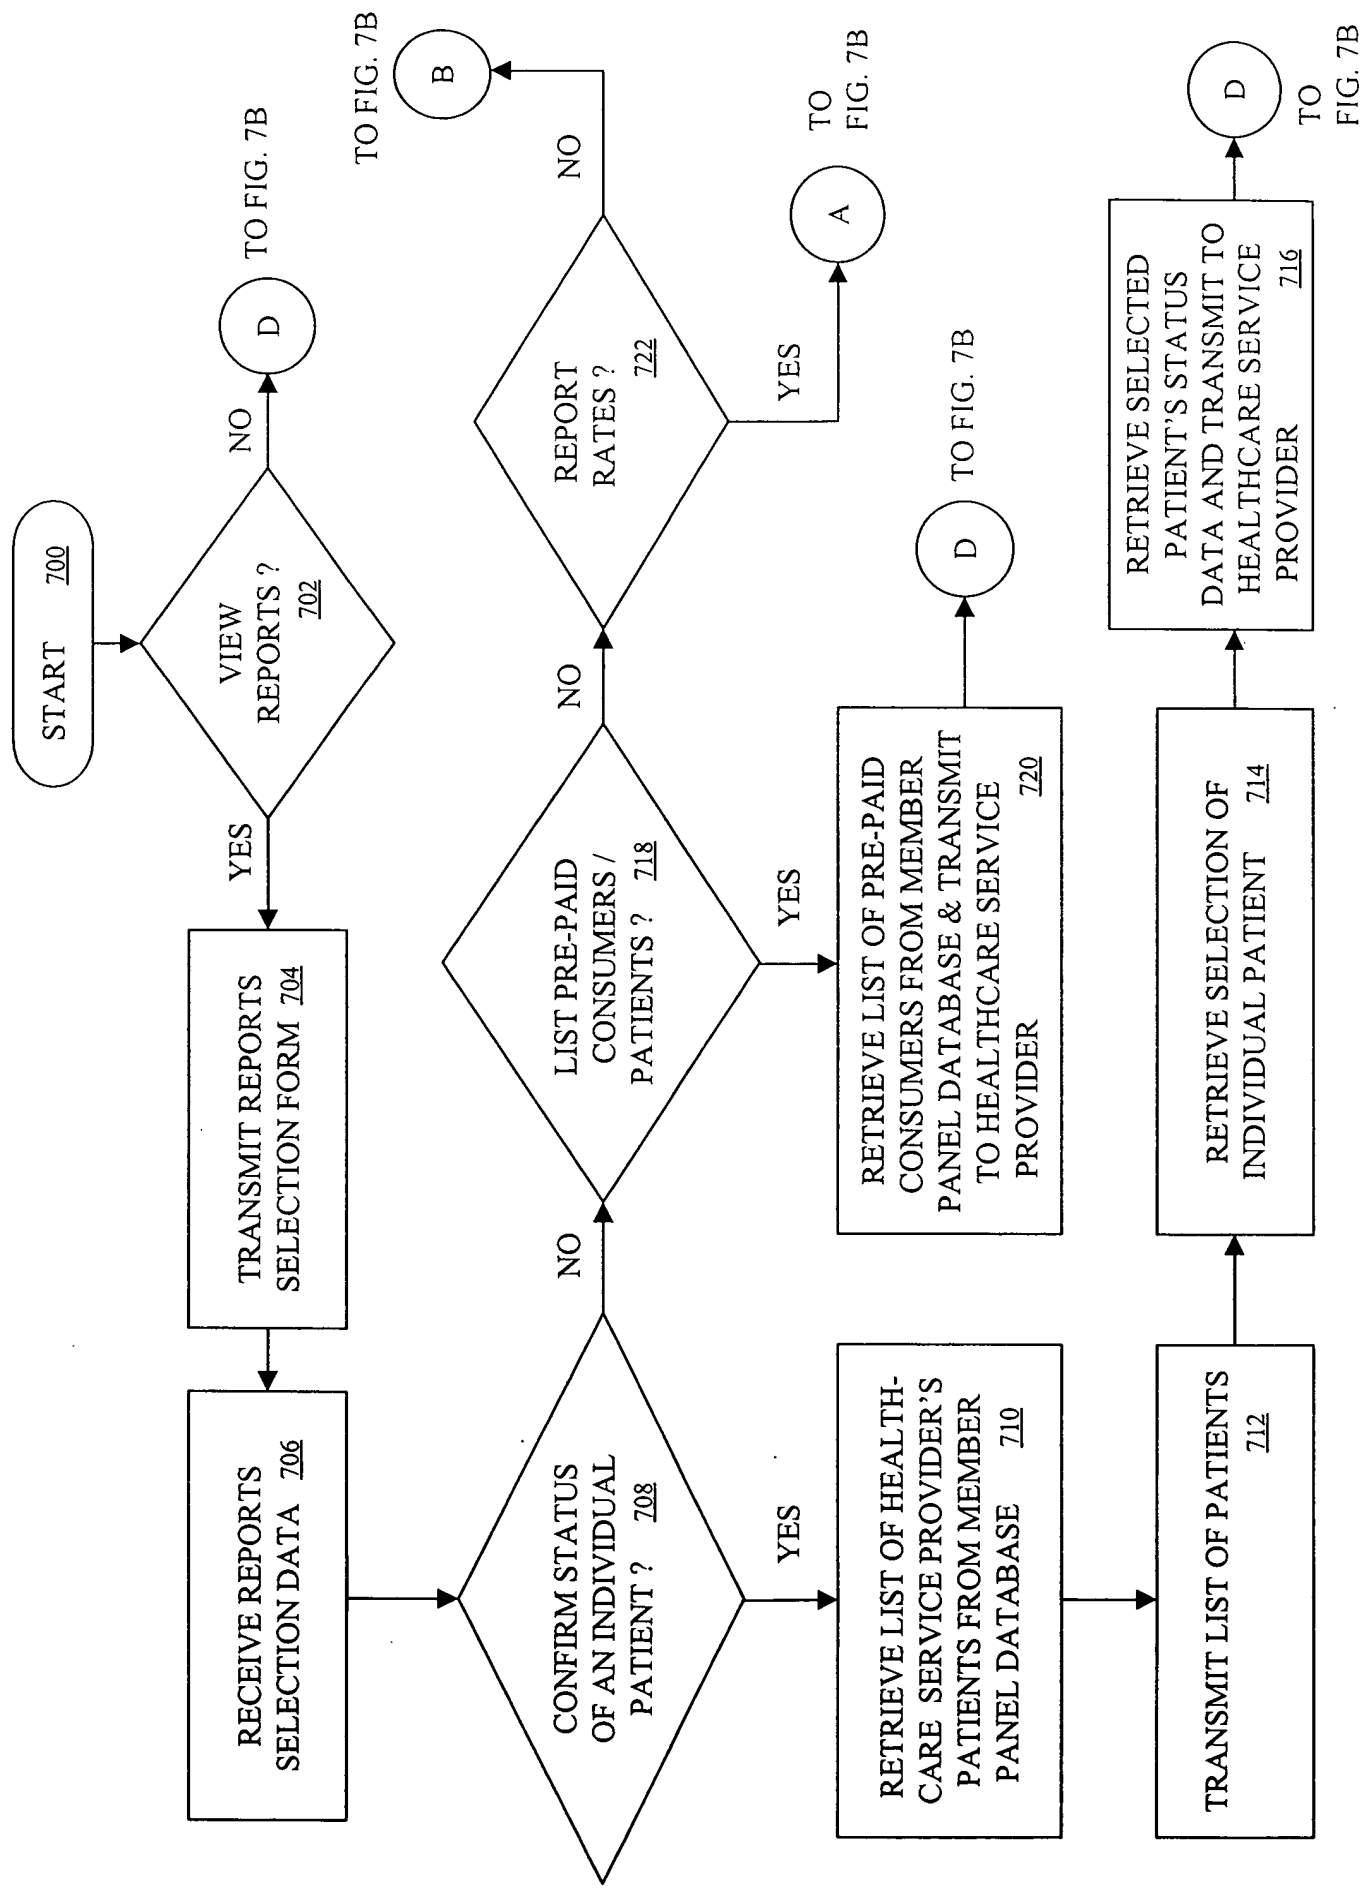 START 700
VIEW
REPORTS ?
702
NO
D
TO FIG. 7B
YES
TRANSMIT REPORTS
SELECTION FORM 704
RECEIVE REPORTS
SELECTION DATA 706
CONFIRM STATUS
OF AN INDIVIDUAL
PATIENT ? 708
NO
LIST PRE-PAID
CONSUMERS /
PATIENTS ? 718
NO
REPORT
RATES ?
722
NO
B
TO FIG. 7B
YES
A
TO
FIG. 7B
YES
RETRIEVE LIST OF PRE-PAID
CONSUMERS FROM MEMBER
PANEL DATABASE & TRANSMIT
TO HEALTHCARE SERVICE
PROVIDER 720
D
TO FIG. 7B
YES
RETRIEVE LIST OF HEALTH-
CARE SERVICE PROVIDER'S
PATIENTS FROM MEMBER
PANEL DATABASE 710
TRANSMIT LIST OF PATIENTS
712
RETRIEVE SELECTION OF
INDIVIDUAL PATIENT 714
RETRIEVE SELECTED
PATIENT'S STATUS
DATA AND TRANSMIT TO
HEALTHCARE SERVICE
PROVIDER 716
D
TO
FIG. 7B